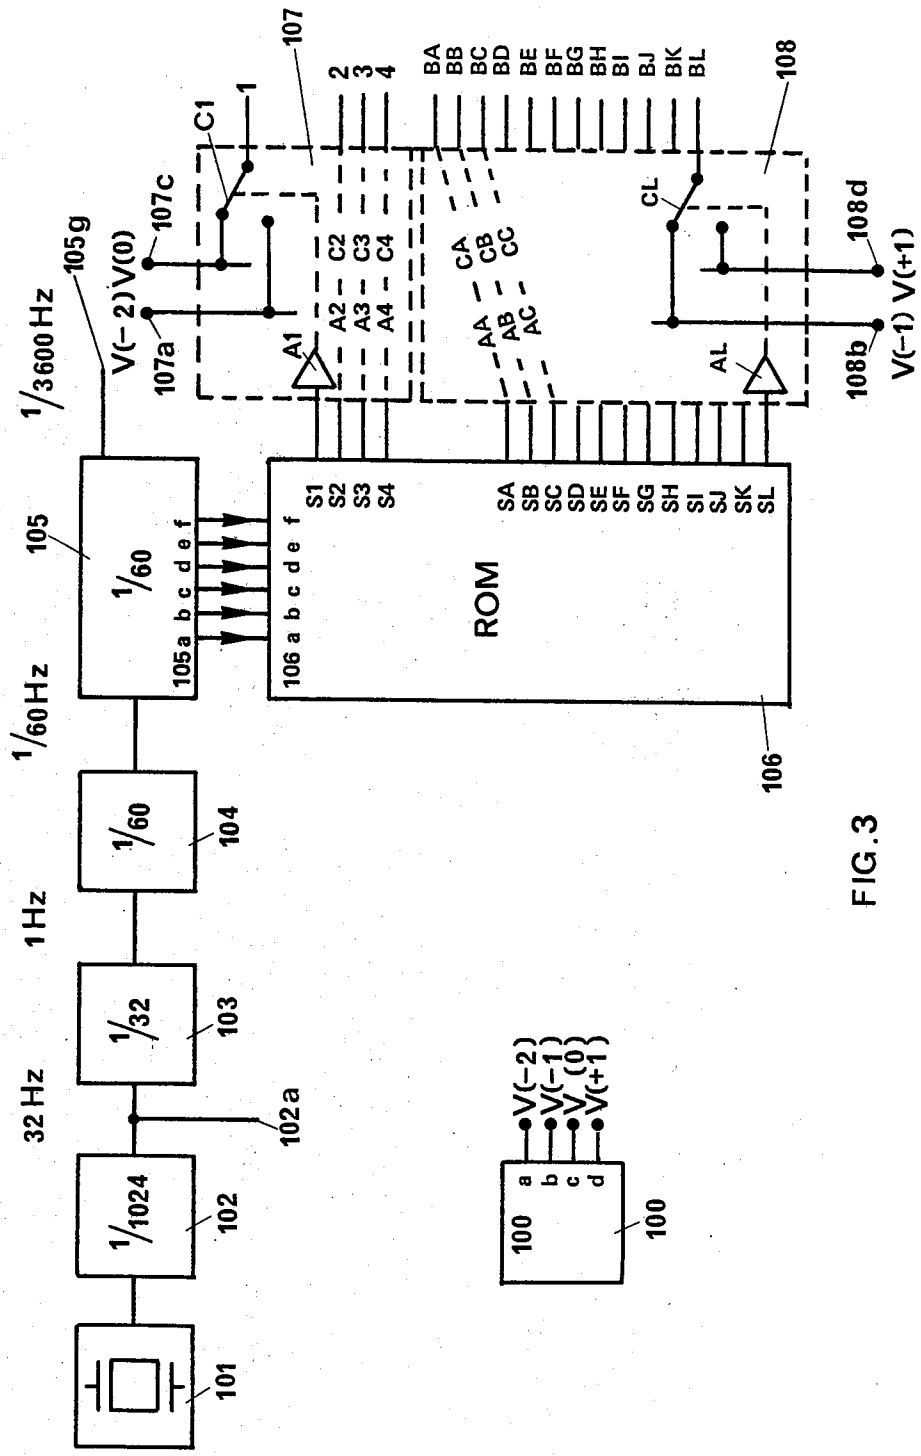 32 Hz
1 Hz
1/60 Hz
1/3600 Hz
105g
101
1/1024
102
102a
1/32
103
1/60
104
1/60
105
105a b c d e f
106 a b c d e f
ROM
106
S1
S2
S3
S4
SA
SB
SC
SD
SE
SF
SG
SH
SI
SJ
SK
SL
V(−2) V(0)
107a
107c
C1
107
A1
A2 C2
A3 C3
A4 C4
1
2
3
4
AA CA
AB CB
AC CC
AL
CL
BA
BB
BC
BD
BE
BF
BG
BH
BI
BJ
BK
BL
108
108b
108d
V(−1) V(+1)
100
a V(−2)
b V(−1)
c V(0)
d V(+1)
100
FIG.3